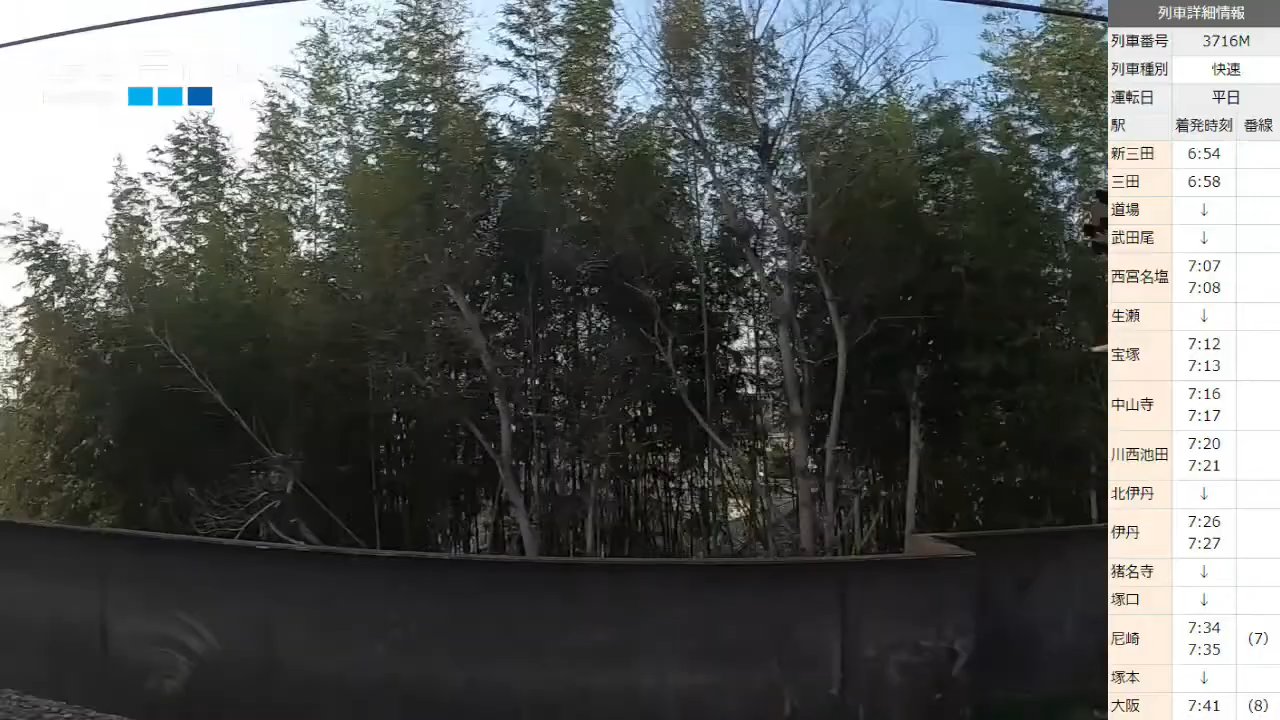 列車詳細情報
列車番号 3716M
列車種別 快速
運転日 平日
駅 着発時刻 番線
新三田 6:54
三田 6:58
道場 ↓
武田尾 ↓
西宮名塩 7:07
7:08
生瀬 ↓
宝塚 7:12
7:13
中山寺 7:16
7:17
川西池田 7:20
7:21
北伊丹 ↓
伊丹 7:26
7:27
猪名寺 ↓
塚口 ↓
尼崎 7:34 (7)
7:35
塚本 ↓
大阪 7:41 (8)